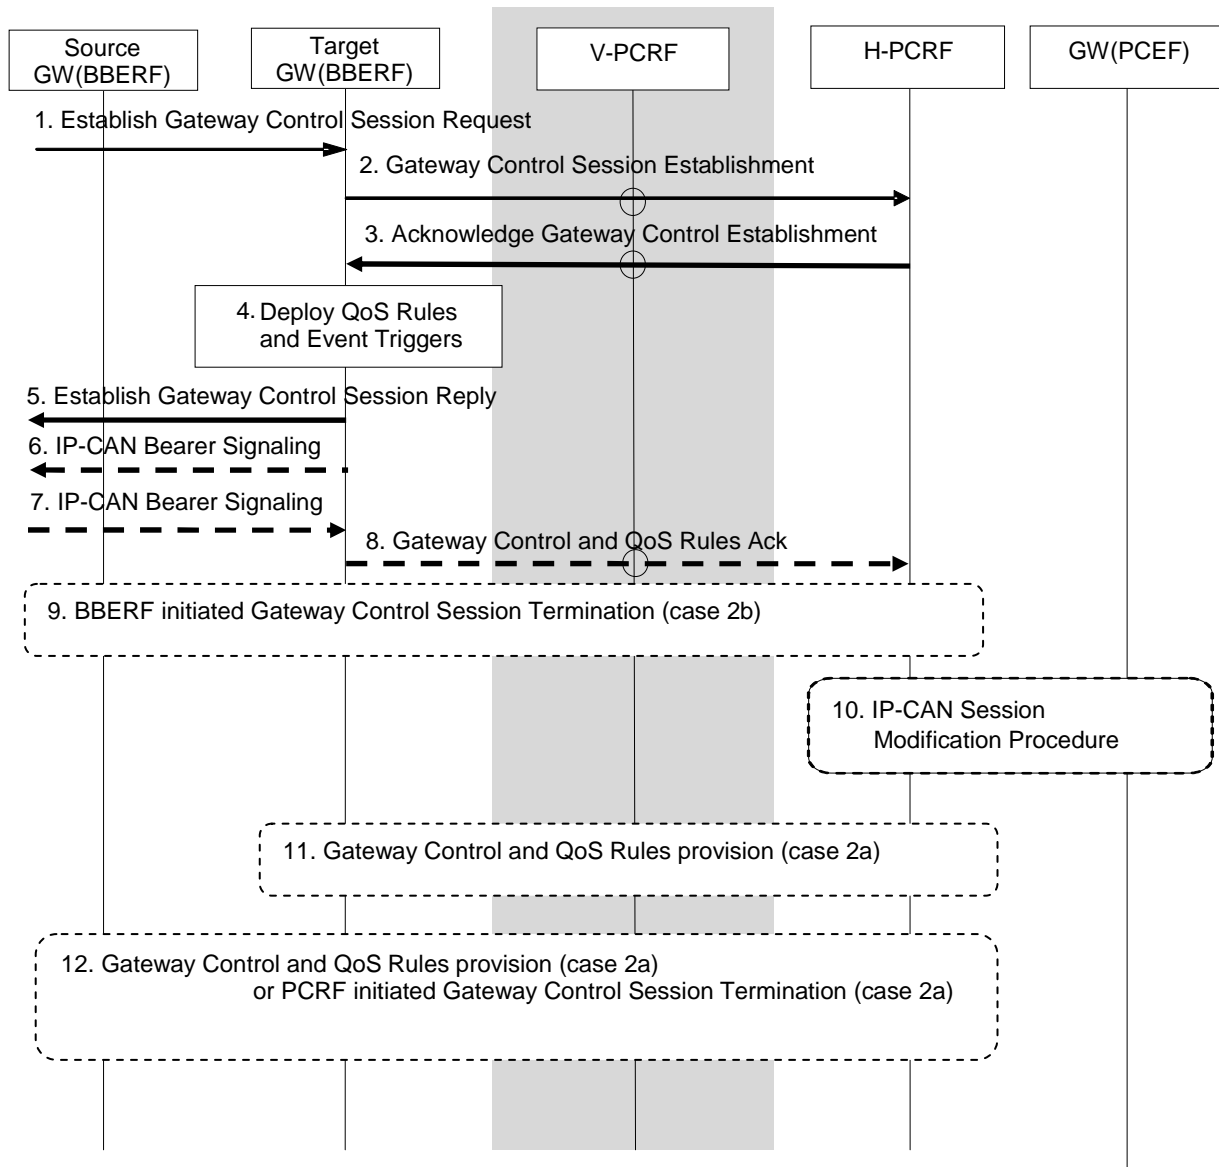 Source
GW(BBERF)
Target
GW(BBERF)
V-PCRF
H-PCRF
GW(PCEF)
1. Establish Gateway Control Session Request
2. Gateway Control Session Establishment
3. Acknowledge Gateway Control Establishment
4. Deploy QoS Rules
and Event Triggers
5. Establish Gateway Control Session Reply
6. IP-CAN Bearer Signaling
7. IP-CAN Bearer Signaling
8. Gateway Control and QoS Rules Ack
9. BBERF initiated Gateway Control Session Termination (case 2b)
10. IP-CAN Session
Modification Procedure
11. Gateway Control and QoS Rules provision (case 2a)
12. Gateway Control and QoS Rules provision (case 2a)
or PCRF initiated Gateway Control Session Termination (case 2a)